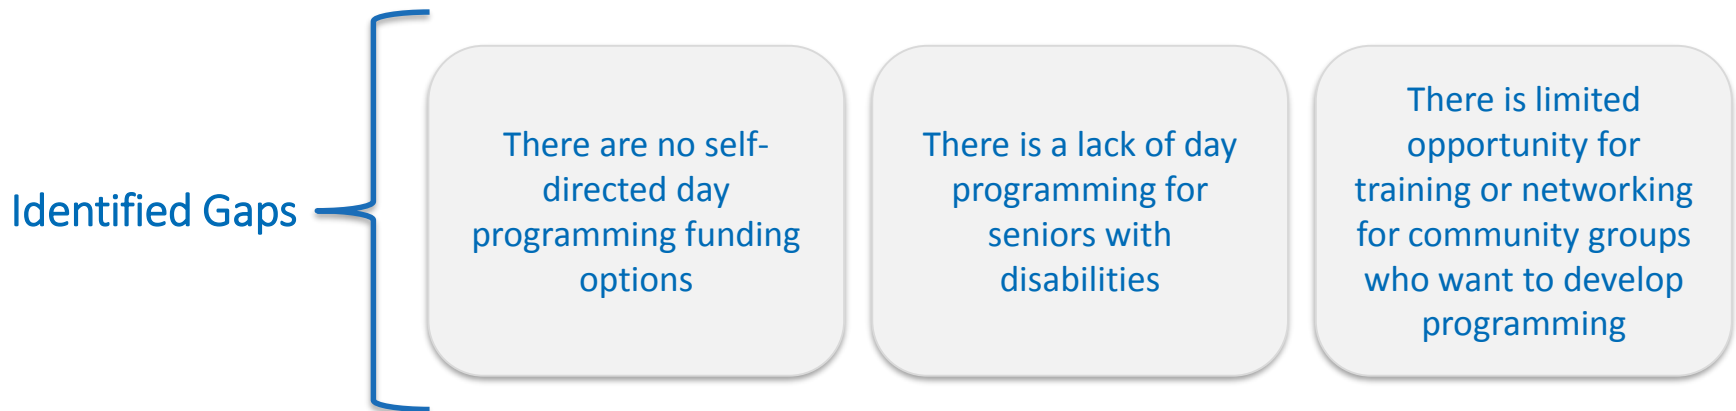 Identified Gaps
There are no self-
directed day
programming funding
options
There is a lack of day
programming for
seniors with
disabilities
There is limited
opportunity for
training or networking
for community groups
who want to develop
programming